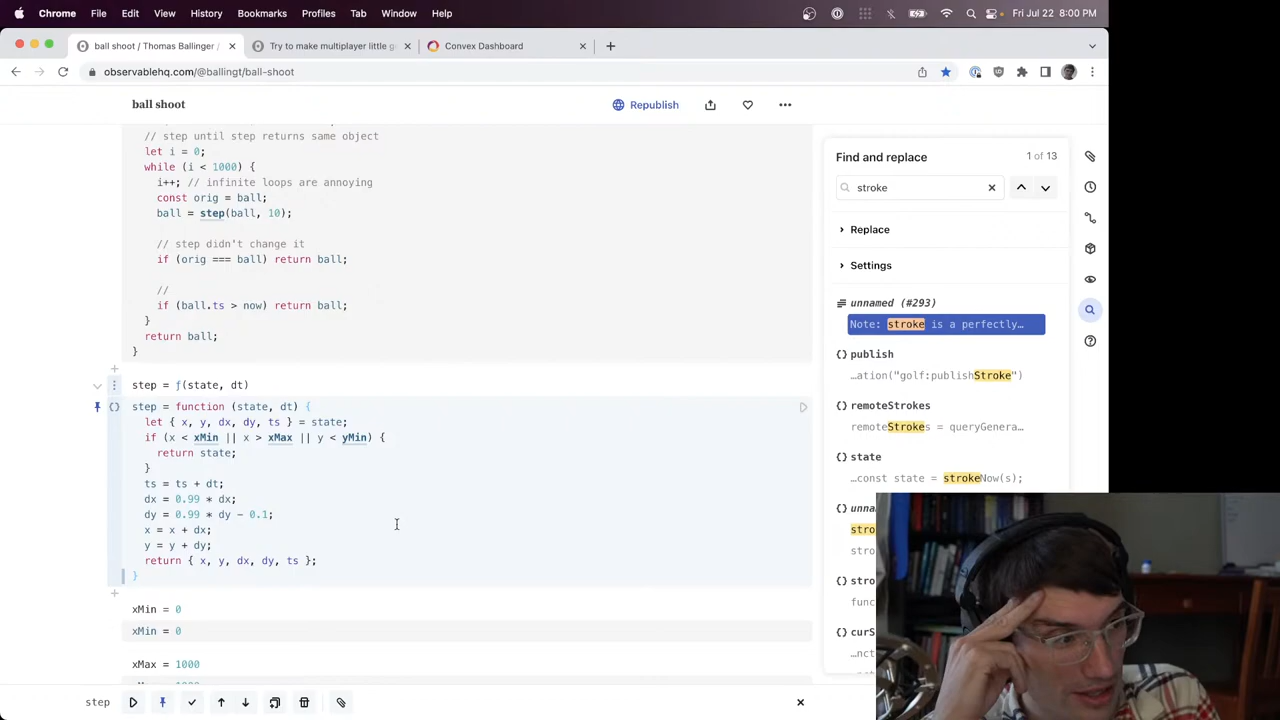 Chrome File Edit View History Bookmarks Profiles Tab Window Help Fri Jul 22 8:00 PM
ball shoot / Thomas Ballinger / Try to make multiplayer little g Convex Dashboard
observablehq.com/@ballingt/ball-shoot
ball shoot Republish
// step until step returns same object
let i = 0;
while (i < 1000) {
i++; // infinite loops are annoying
const orig = ball;
ball = step(ball, 10);
// step didn't change it
if (orig === ball) return ball;
//
if (ball.ts > now) return ball;
}
return ball;
}
step = ƒ(state, dt)
step = function (state, dt) {
let { x, y, dx, dy, ts } = state;
if (x < xMin || x > xMax || y < yMin) {
return state;
}
ts = ts + dt;
dx = 0.99 * dx;
dy = 0.99 * dy - 0.1;
x = x + dx;
y = y + dy;
return { x, y, dx, dy, ts };
}
xMin = 0
xMin = 0
xMax = 1000
step
Find and replace 1 of 13
stroke
Replace
Settings
unnamed (#293)
Note: stroke is a perfectly…
{} publish
…ation("golf:publishStroke")
{} remoteStrokes
remoteStrokes = queryGenera…
{} state
…const state = strokeNow(s);
{} unna
stro
stro
{} stro
func
{} curS
…nct